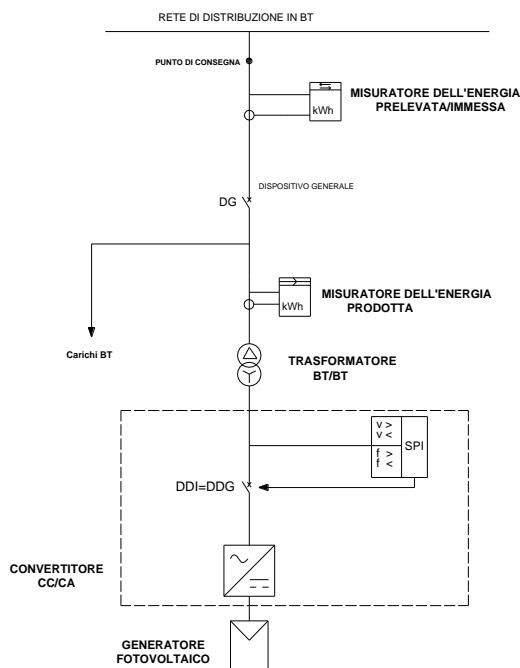 RETE DI DISTRIBUZIONE IN BT
PUNTO DI CONSEGNA
MISURATORE DELL'ENERGIA
PRELEVATA/IMMESSA
kWh
DISPOSITIVO GENERALE
DG
MISURATORE DELL'ENERGIA
PRODOTTA
kWh
Carichi BT
TRASFORMATORE
BT/BT
v >
v <
f >
f <
SPI
DDI=DDG
CONVERTITORE
CC/CA
GENERATORE
FOTOVOLTAICO